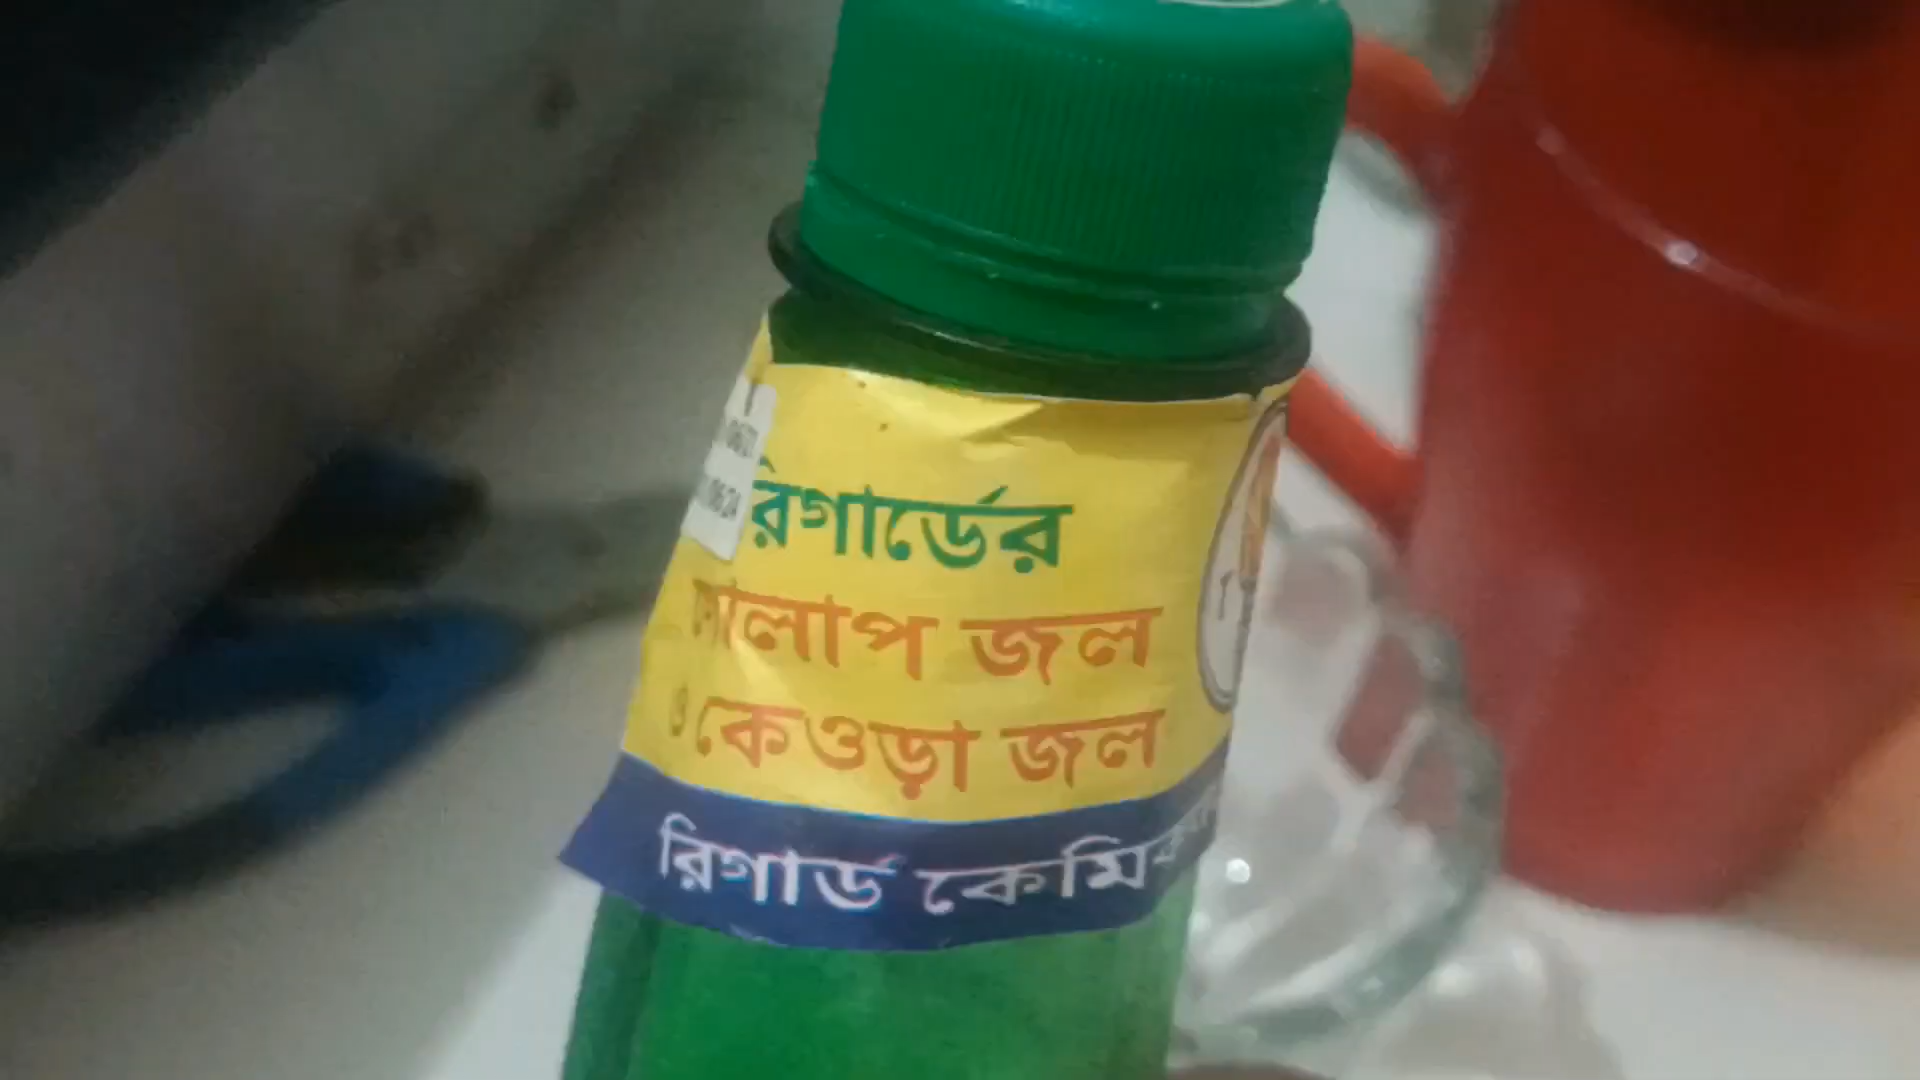 রিগার্ডের
গোলাপ জল
ও কেওড়া জল
রিগার্ড কেমি